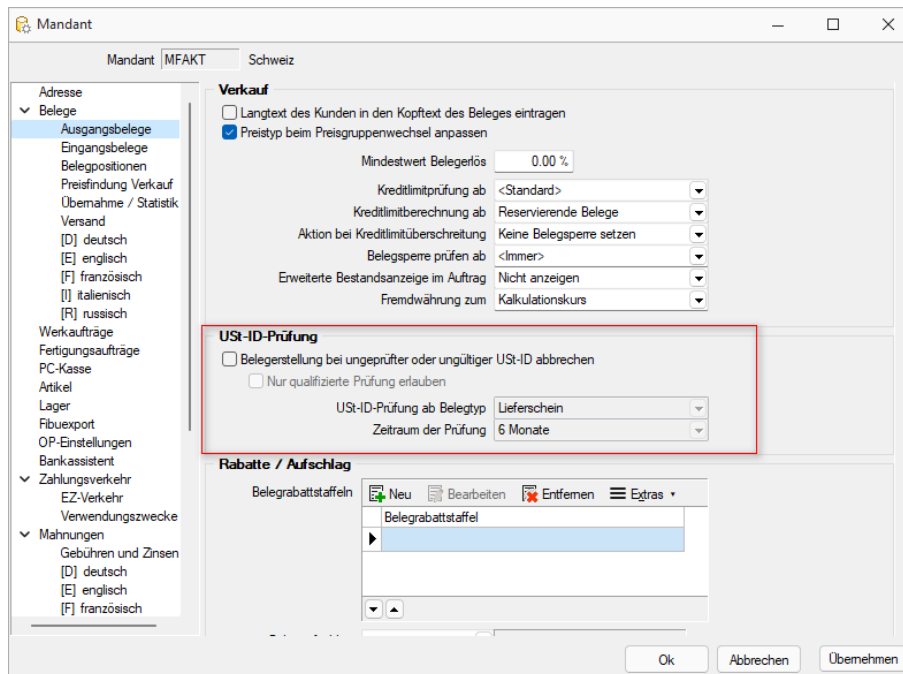 Mandant
Mandant MFAKT Schweiz
Adresse
Belege
Ausgangsbelege
Eingangsbelege
Belegpositionen
Preisfindung Verkauf
Übernahme / Statistik
Versand
[D] deutsch
[E] englisch
[F] französisch
[I] italienisch
[R] russisch
Werkaufträge
Fertigungsaufträge
PC-Kasse
Artikel
Lager
Fibuexport
OP-Einstellungen
Bankassistent
Zahlungsverkehr
EZ-Verkehr
Verwendungszwecke
Mahnungen
Gebühren und Zinsen
[D] deutsch
[E] englisch
[F] französisch
Verkauf
Langtext des Kunden in den Kopftext des Beleges eintragen
Preistyp beim Preisgruppenwechsel anpassen
Mindestwert Belegerlös 0.00 %
Kreditlimitprüfung ab <Standard>
Kreditlimitberechnung ab Reservierende Belege
Aktion bei Kreditlimitüberschreitung Keine Belegsperre setzen
Belegsperre prüfen ab <Immer>
Erweiterte Bestandsanzeige im Auftrag Nicht anzeigen
Fremdwährung zum Kalkulationskurs
USt-ID-Prüfung
Belegerstellung bei ungeprüfter oder ungültiger USt-ID abbrechen
Nur qualifizierte Prüfung erlauben
USt-ID-Prüfung ab Belegtyp Lieferschein
Zeitraum der Prüfung 6 Monate
Rabatte / Aufschlag
Belegrabattstaffeln Neu Bearbeiten Entfernen Extras
Belegrabattstaffel
Ok Abbrechen Übernehmen